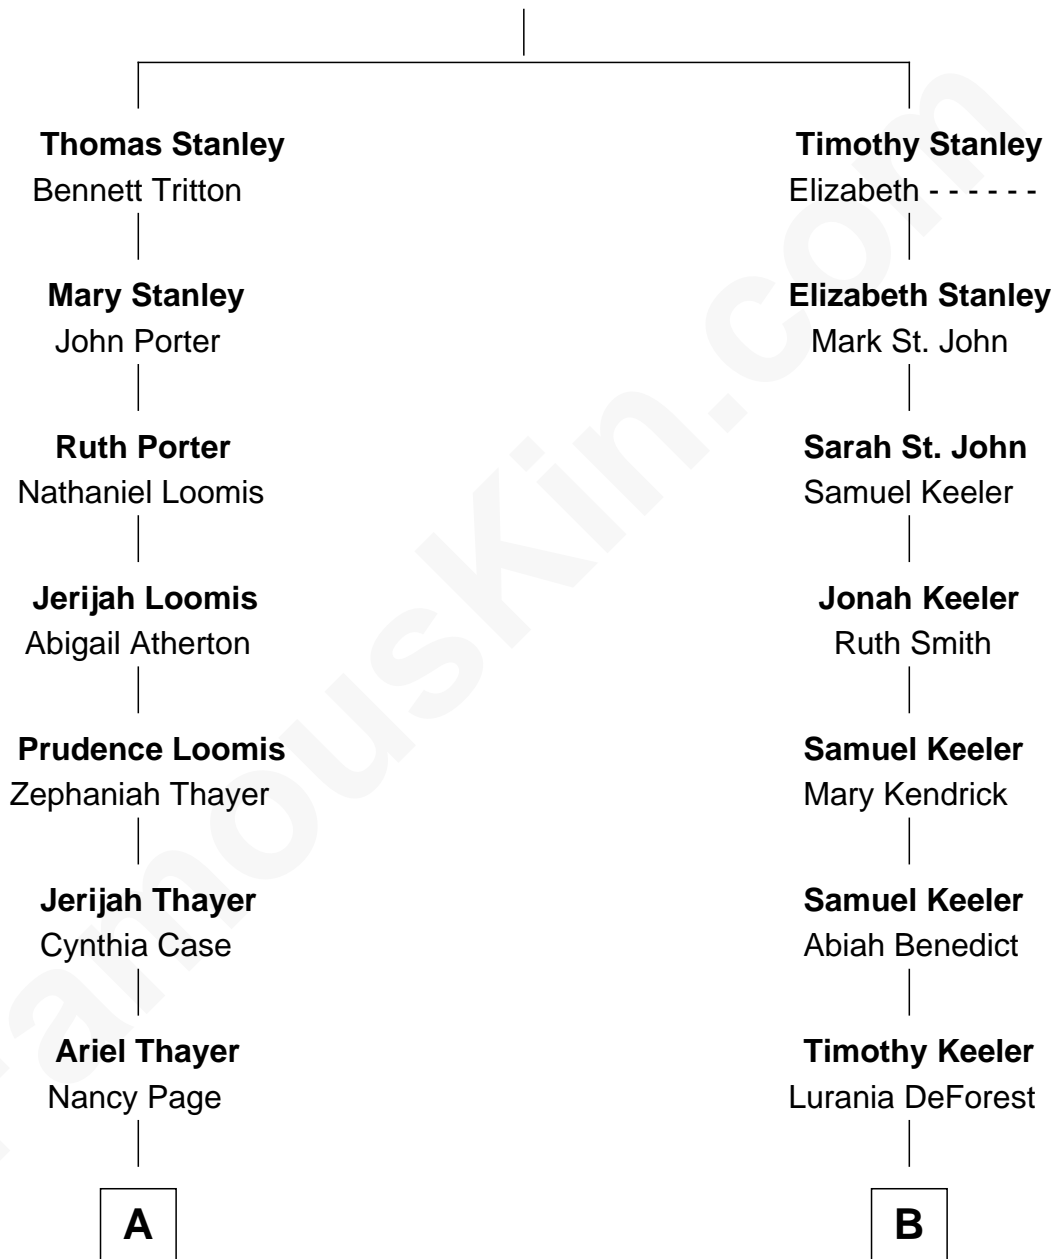 Thomas Stanley
Bennett Tritton
Mary Stanley
John Porter
Ruth Porter
Nathaniel Loomis
Jerijah Loomis
Abigail Atherton
Prudence Loomis
Zephaniah Thayer
Jerijah Thayer
Cynthia Case
Ariel Thayer
Nancy Page
A
Timothy Stanley
Elizabeth - - - - - -
Elizabeth Stanley
Mark St. John
Sarah St. John
Samuel Keeler
Jonah Keeler
Ruth Smith
Samuel Keeler
Mary Kendrick
Samuel Keeler
Abiah Benedict
Timothy Keeler
Lurania DeForest
B
FamousKin.com